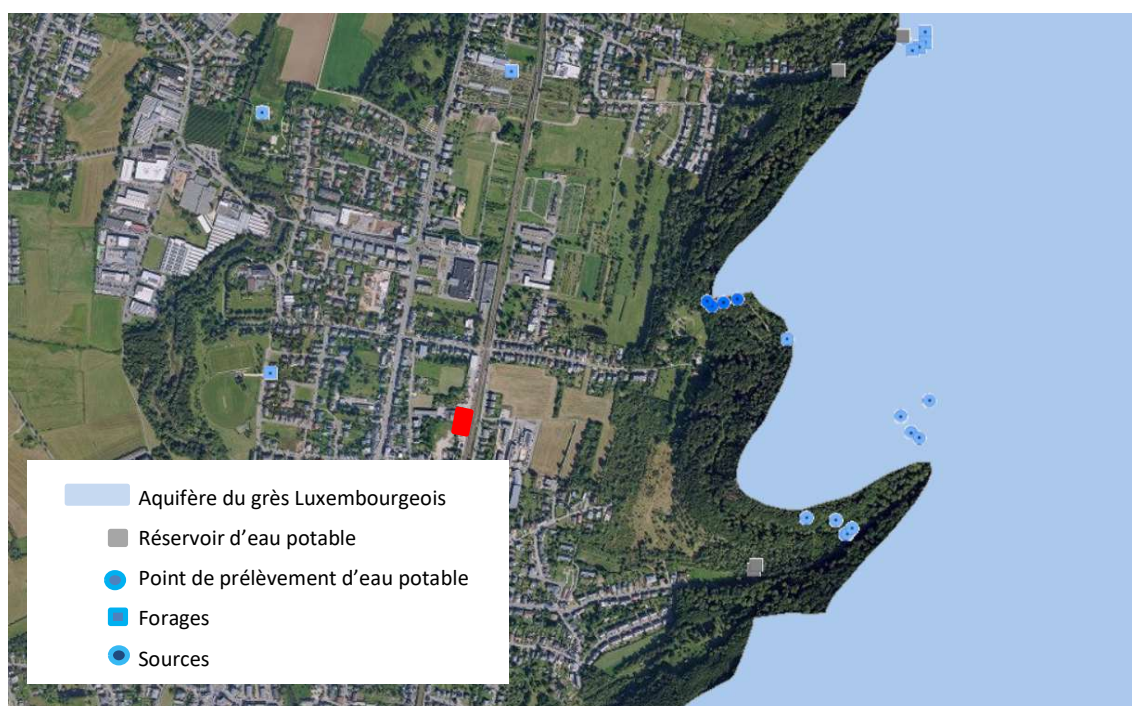 Aquifère du grès Luxembourgeois
Réservoir d'eau potable
Point de prélèvement d'eau potable
Forages
Sources